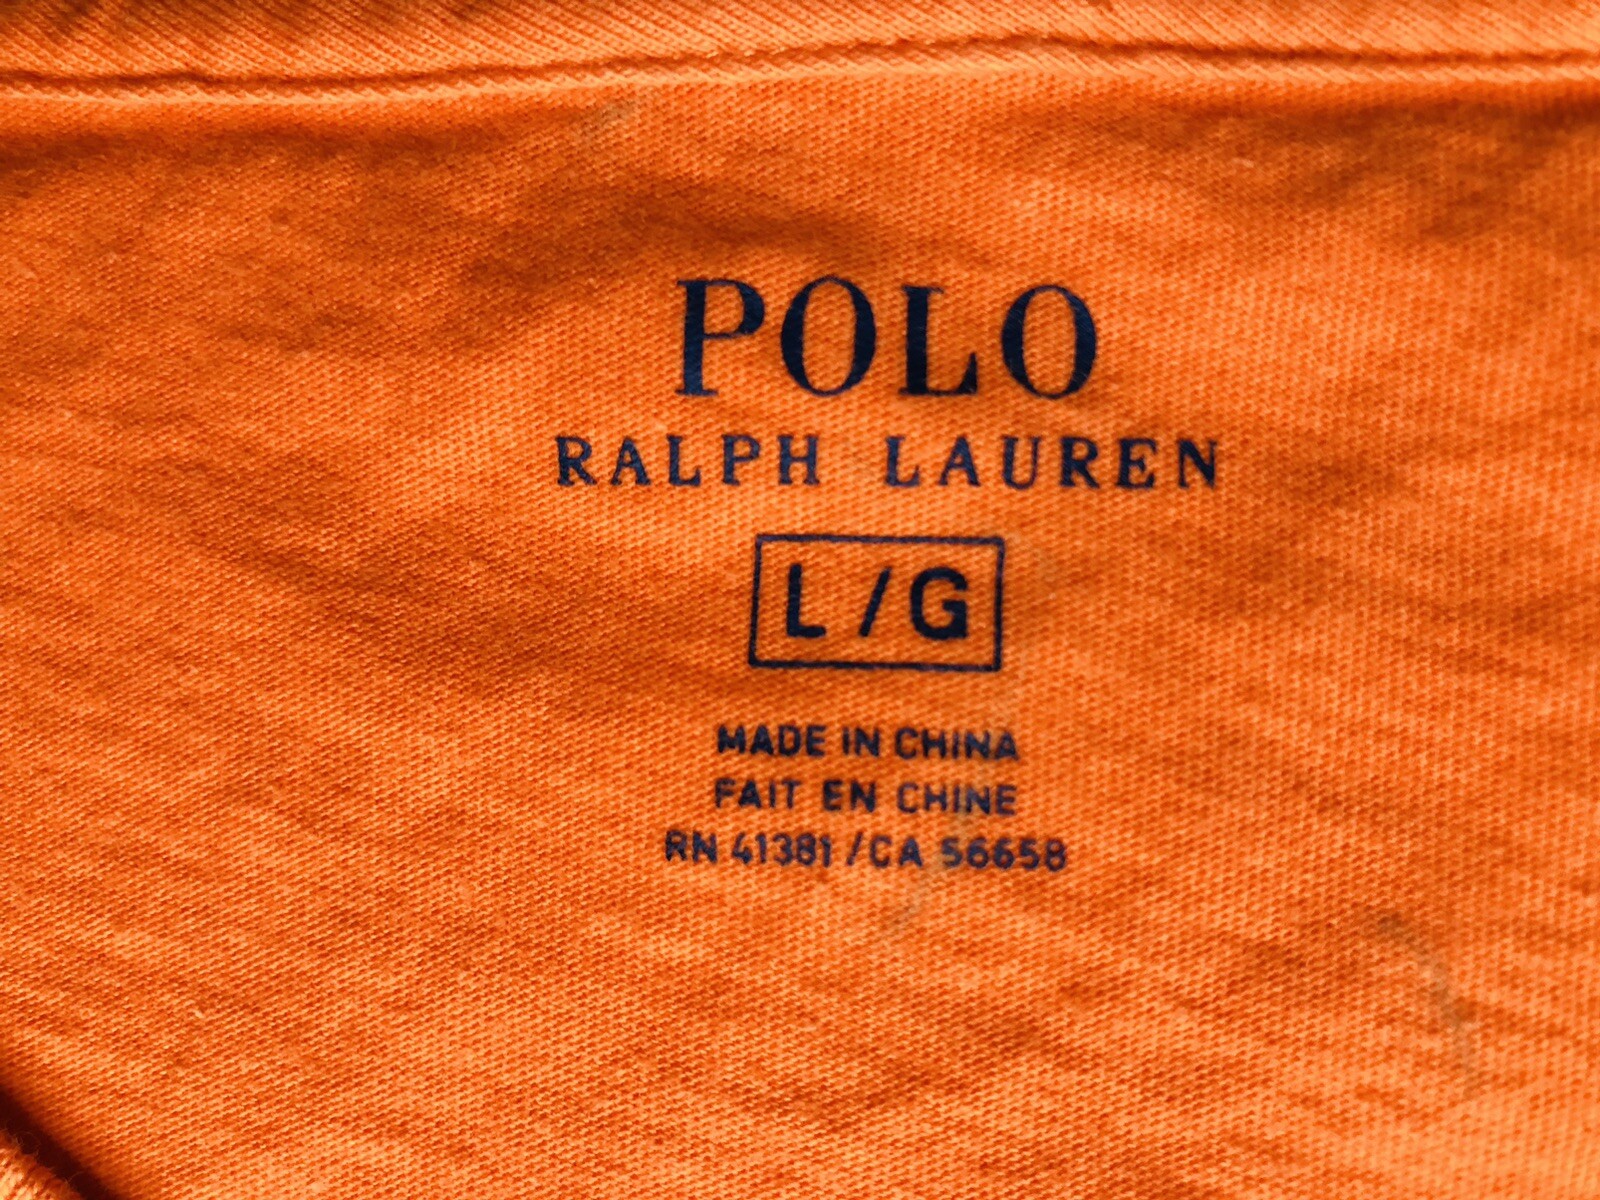 POLO
RALPH LAUREN
L/G
MADE IN CHINA
FAIT EN CHINE
RN 41381 /CA 56658